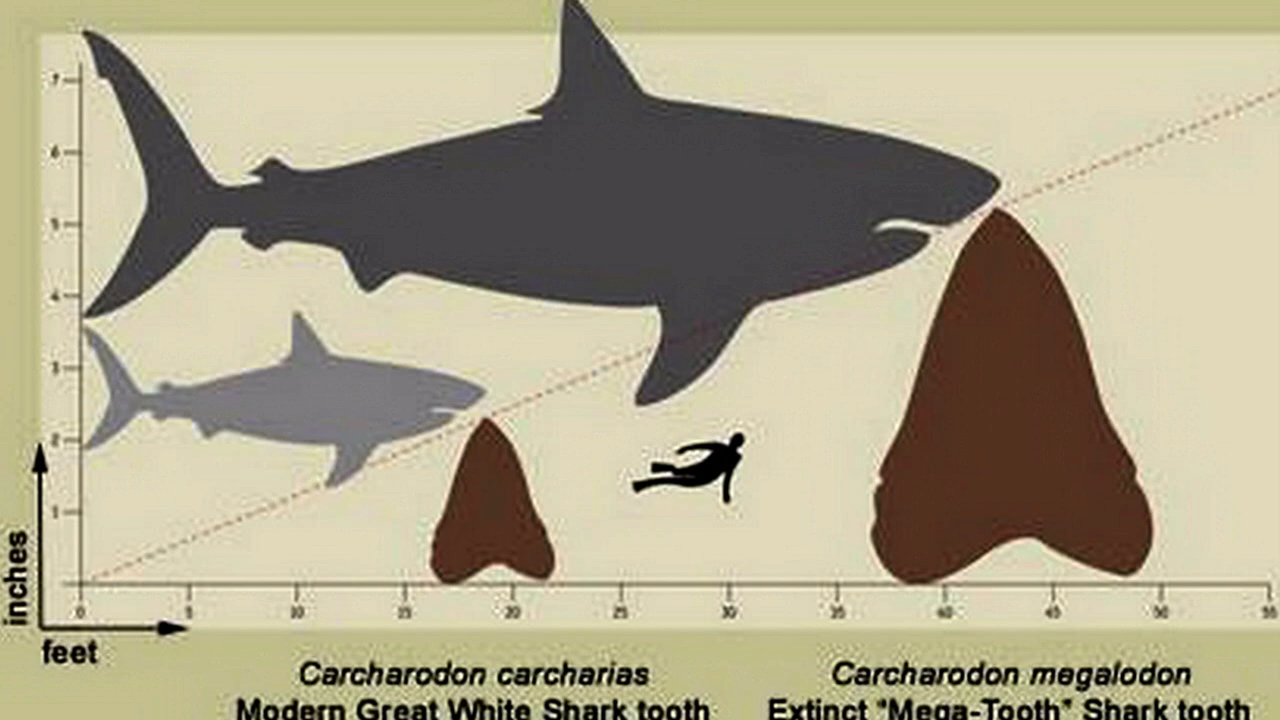 7
6
5
4
3
2
1
inches
0 5 10 15 20 25 30 35 40 45 50 55
feet
Carcharodon carcharias
Modern Great White Shark tooth
Carcharodon megalodon
Extinct "Mega-Tooth" Shark tooth